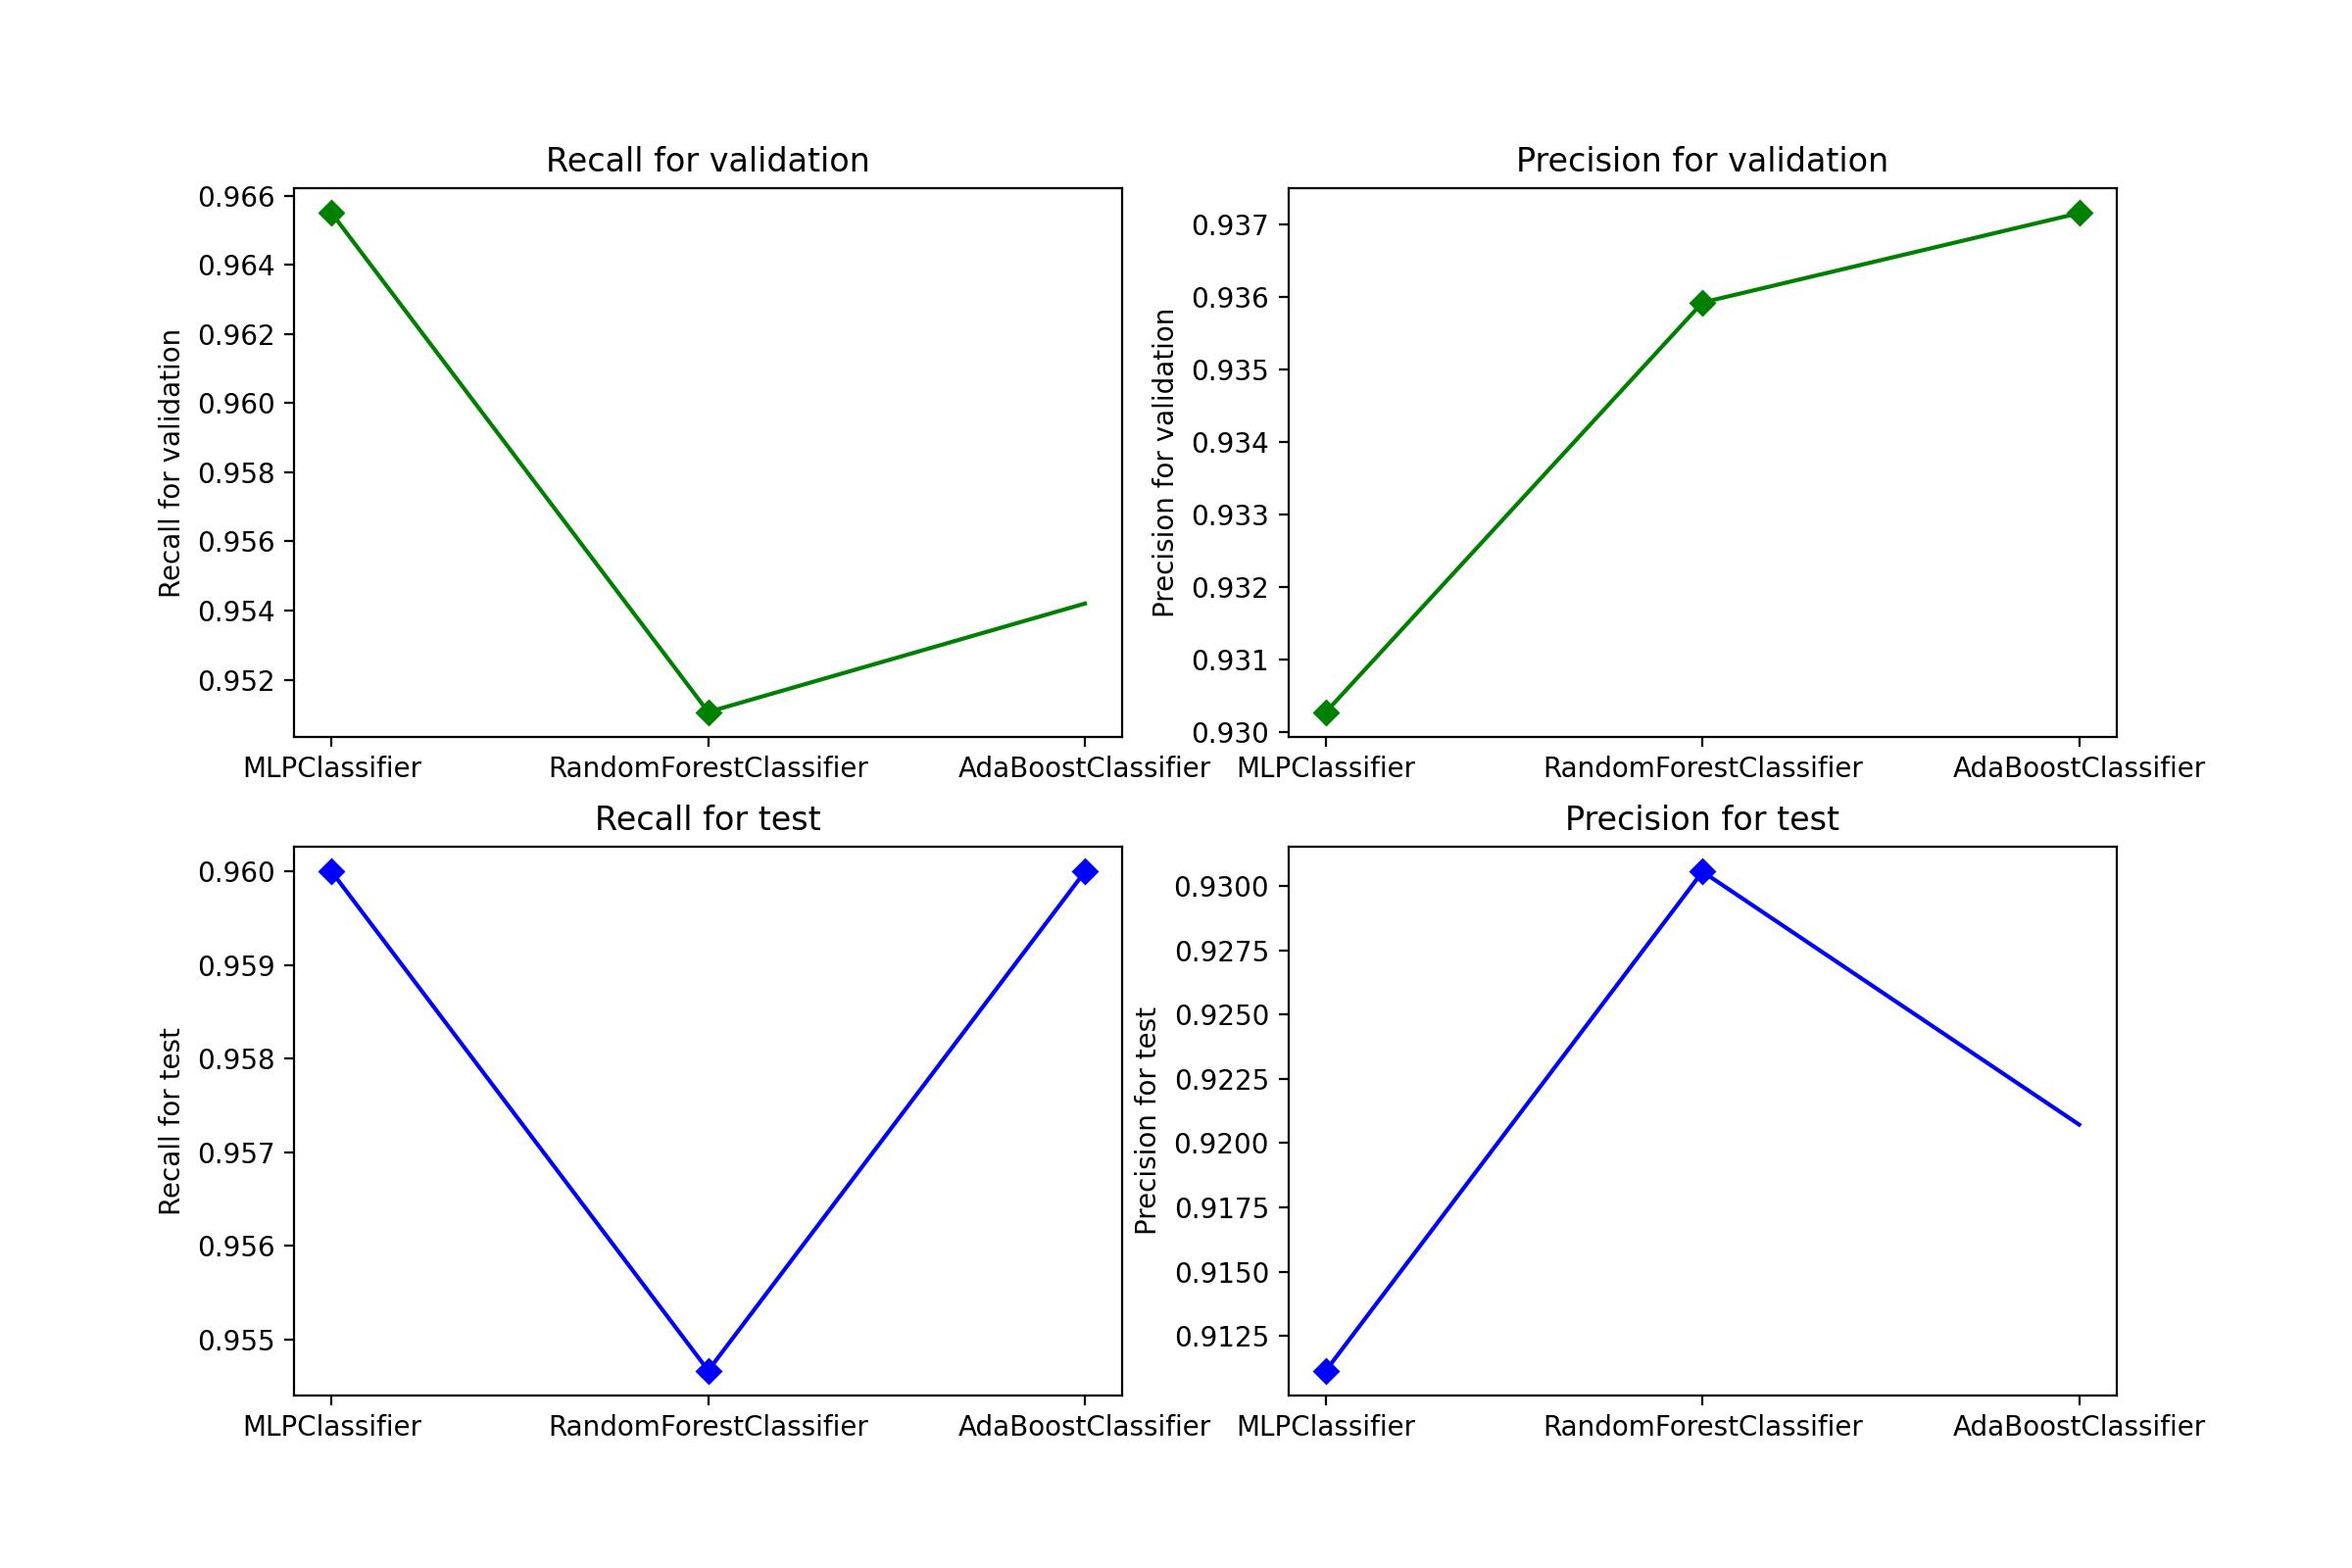 Recall for validation
Recall for validation
0.966
0.964
0.962
0.960
0.958
0.956
0.954
0.952
MLPClassifier RandomForestClassifier AdaBoostClassifier
Precision for validation
Precision for validation
0.937
0.936
0.935
0.934
0.933
0.932
0.931
0.930
MLPClassifier RandomForestClassifier AdaBoostClassifier
Recall for test
Recall for test
0.960
0.959
0.958
0.957
0.956
0.955
MLPClassifier RandomForestClassifier AdaBoostClassifier
Precision for test
Precision for test
0.9300
0.9275
0.9250
0.9225
0.9200
0.9175
0.9150
0.9125
MLPClassifier RandomForestClassifier AdaBoostClassifier